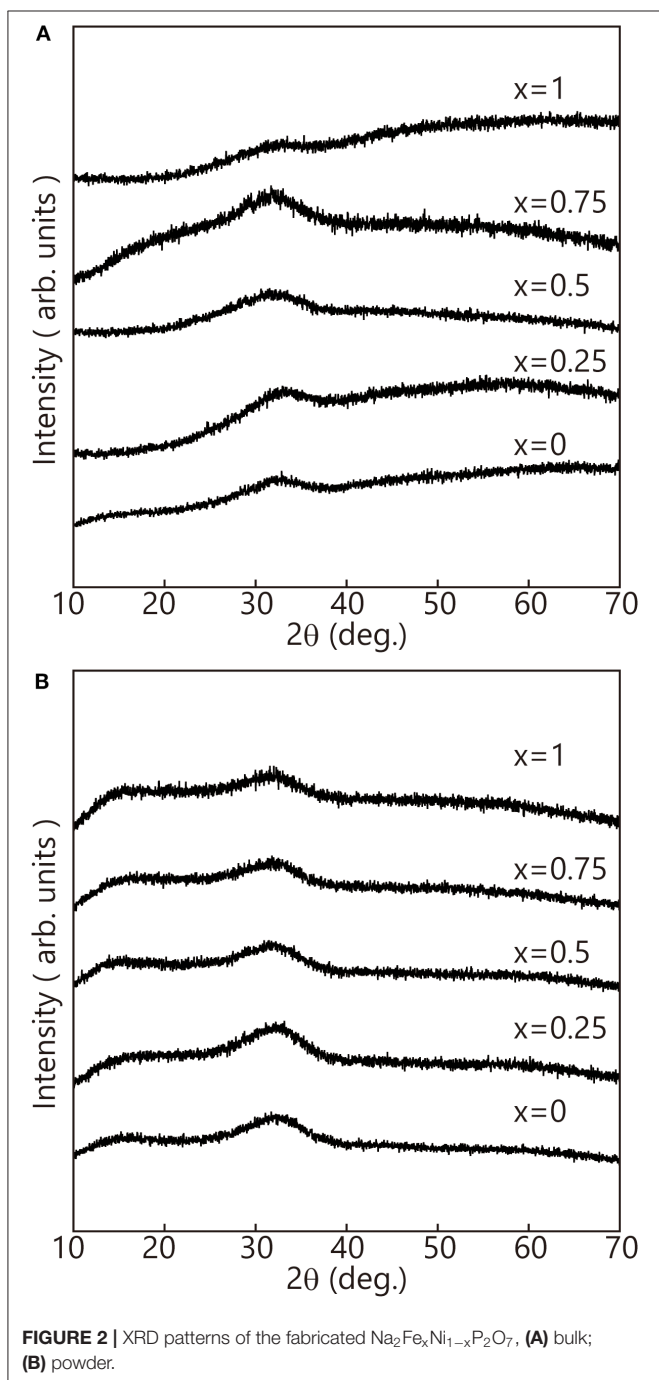 A
x=1
x=0.75
x=0.5
x=0.25
x=0
Intensity ( arb. units)
10 20 30 40 50 60 70
2θ (deg.)
B
x=1
x=0.75
x=0.5
x=0.25
x=0
Intensity ( arb. units)
10 20 30 40 50 60 70
2θ (deg.)
FIGURE 2 | XRD patterns of the fabricated Na₂FeₓNi₁₋ₓP₂O₇, (A) bulk;
(B) powder.